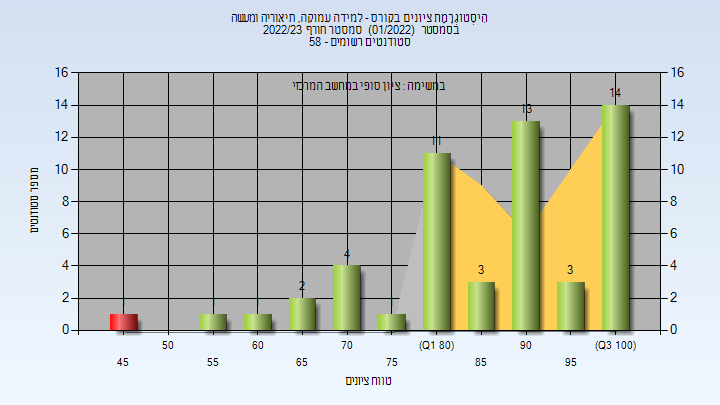 היסטוגרמת ציונים בקורס - למידה עמוקה, תיאוריה ומעשה
בסמסטר (01/2022) סמסטר חורף 2022/23
סטודנטים רשומים - 58
במשימה : ציון סופי במחשב המרכזי
16 16
14 14
12 12
10 10
8 8
6 6
4 4
2 2
0 0
מספר סטודנטים
2
4
11
3
13
3
14
50 60 70 (Q1 80) 90 (Q3 100)
45 55 65 75 85 95
טווח ציונים